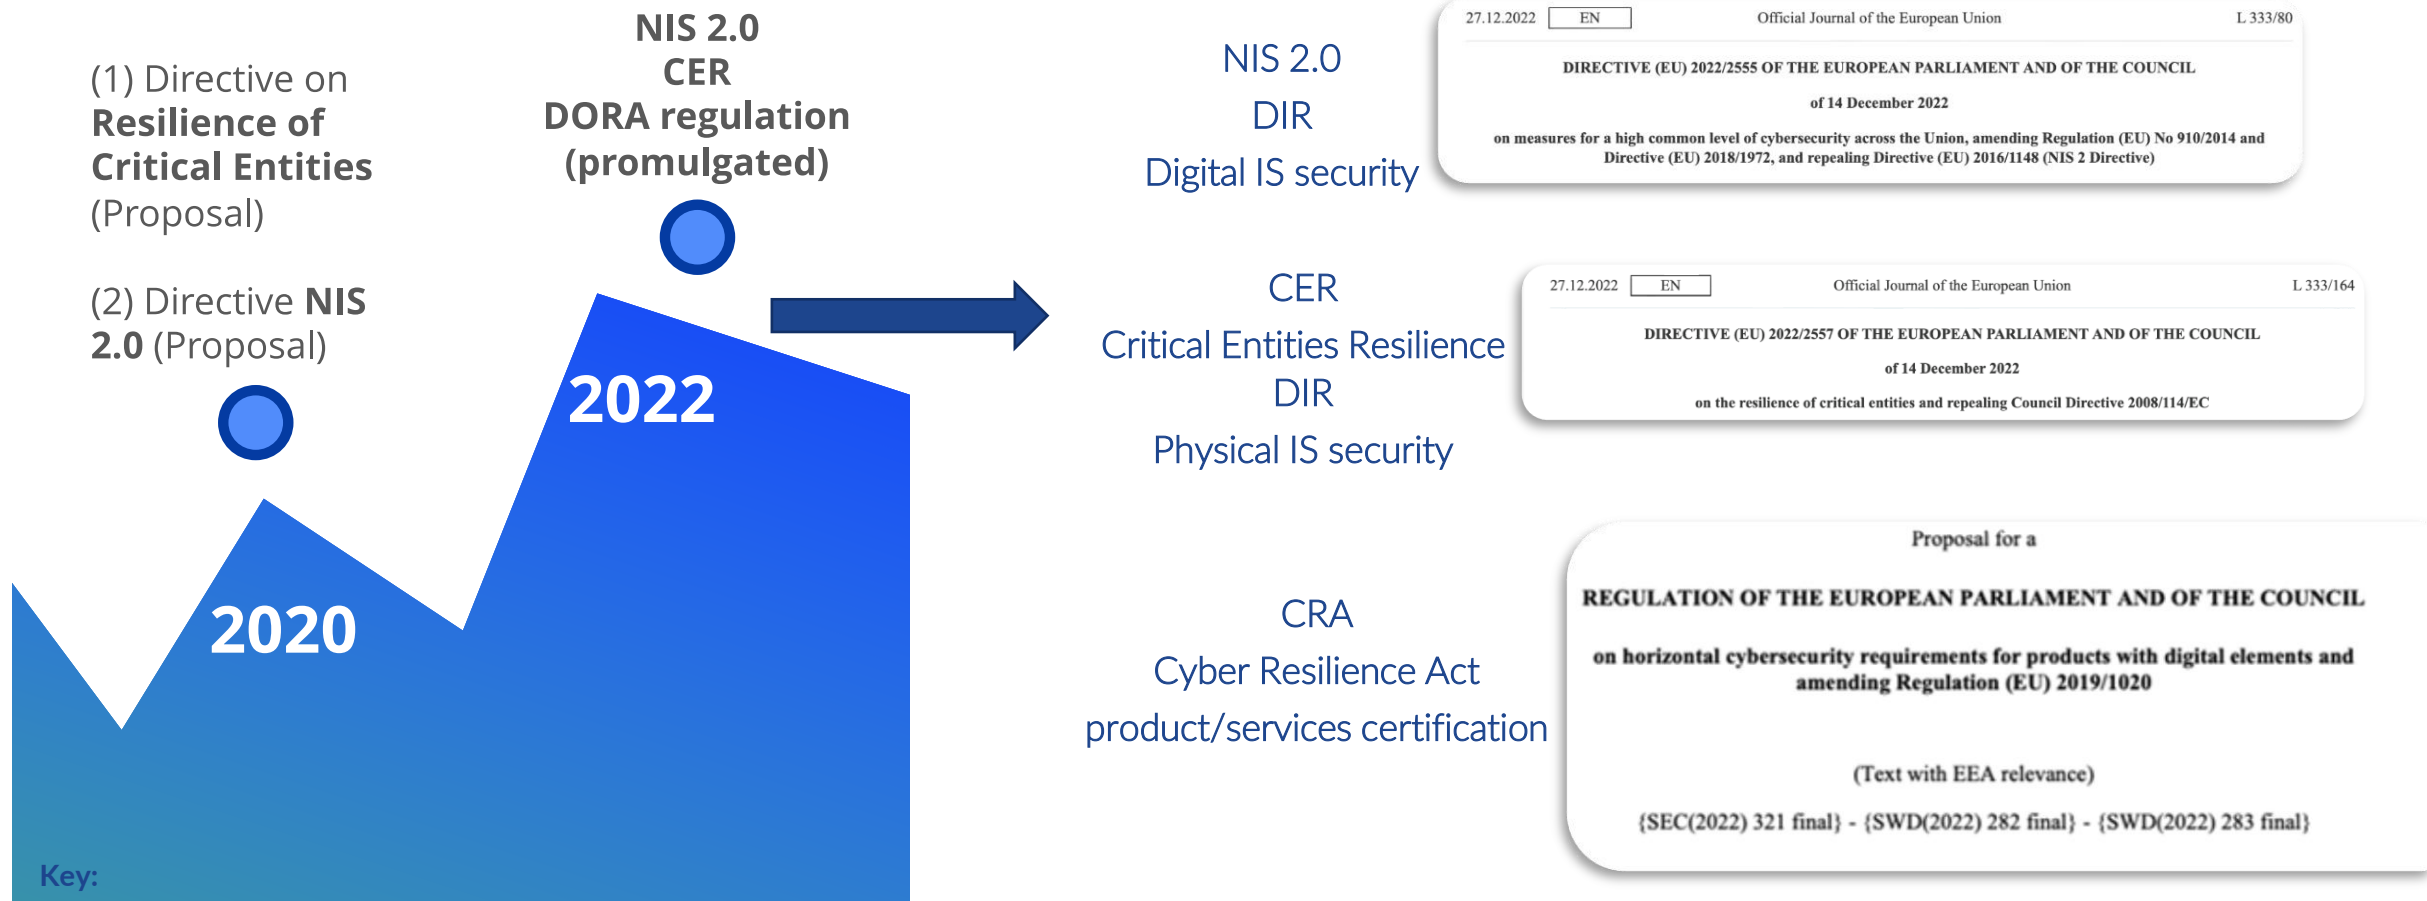 (1) Directive on
Resilience of
Critical Entities
(Proposal)
(2) Directive NIS
2.0 (Proposal)
2020
NIS 2.0
CER
DORA regulation
(promulgated)
2022
Key:
NIS 2.0
DIR
Digital IS security
27.12.2022 EN Official Journal of the European Union L 333/80
DIRECTIVE (EU) 2022/2555 OF THE EUROPEAN PARLIAMENT AND OF THE COUNCIL
of 14 December 2022
on measures for a high common level of cybersecurity across the Union, amending Regulation (EU) No 910/2014 and
Directive (EU) 2018/1972, and repealing Directive (EU) 2016/1148 (NIS 2 Directive)
CER
Critical Entities Resilience
DIR
Physical IS security
27.12.2022 EN Official Journal of the European Union L 333/164
DIRECTIVE (EU) 2022/2557 OF THE EUROPEAN PARLIAMENT AND OF THE COUNCIL
of 14 December 2022
on the resilience of critical entities and repealing Council Directive 2008/114/EC
CRA
Cyber Resilience Act
product/services certification
Proposal for a
REGULATION OF THE EUROPEAN PARLIAMENT AND OF THE COUNCIL
on horizontal cybersecurity requirements for products with digital elements and
amending Regulation (EU) 2019/1020
(Text with EEA relevance)
{SEC(2022) 321 final} - {SWD(2022) 282 final} - {SWD(2022) 283 final}